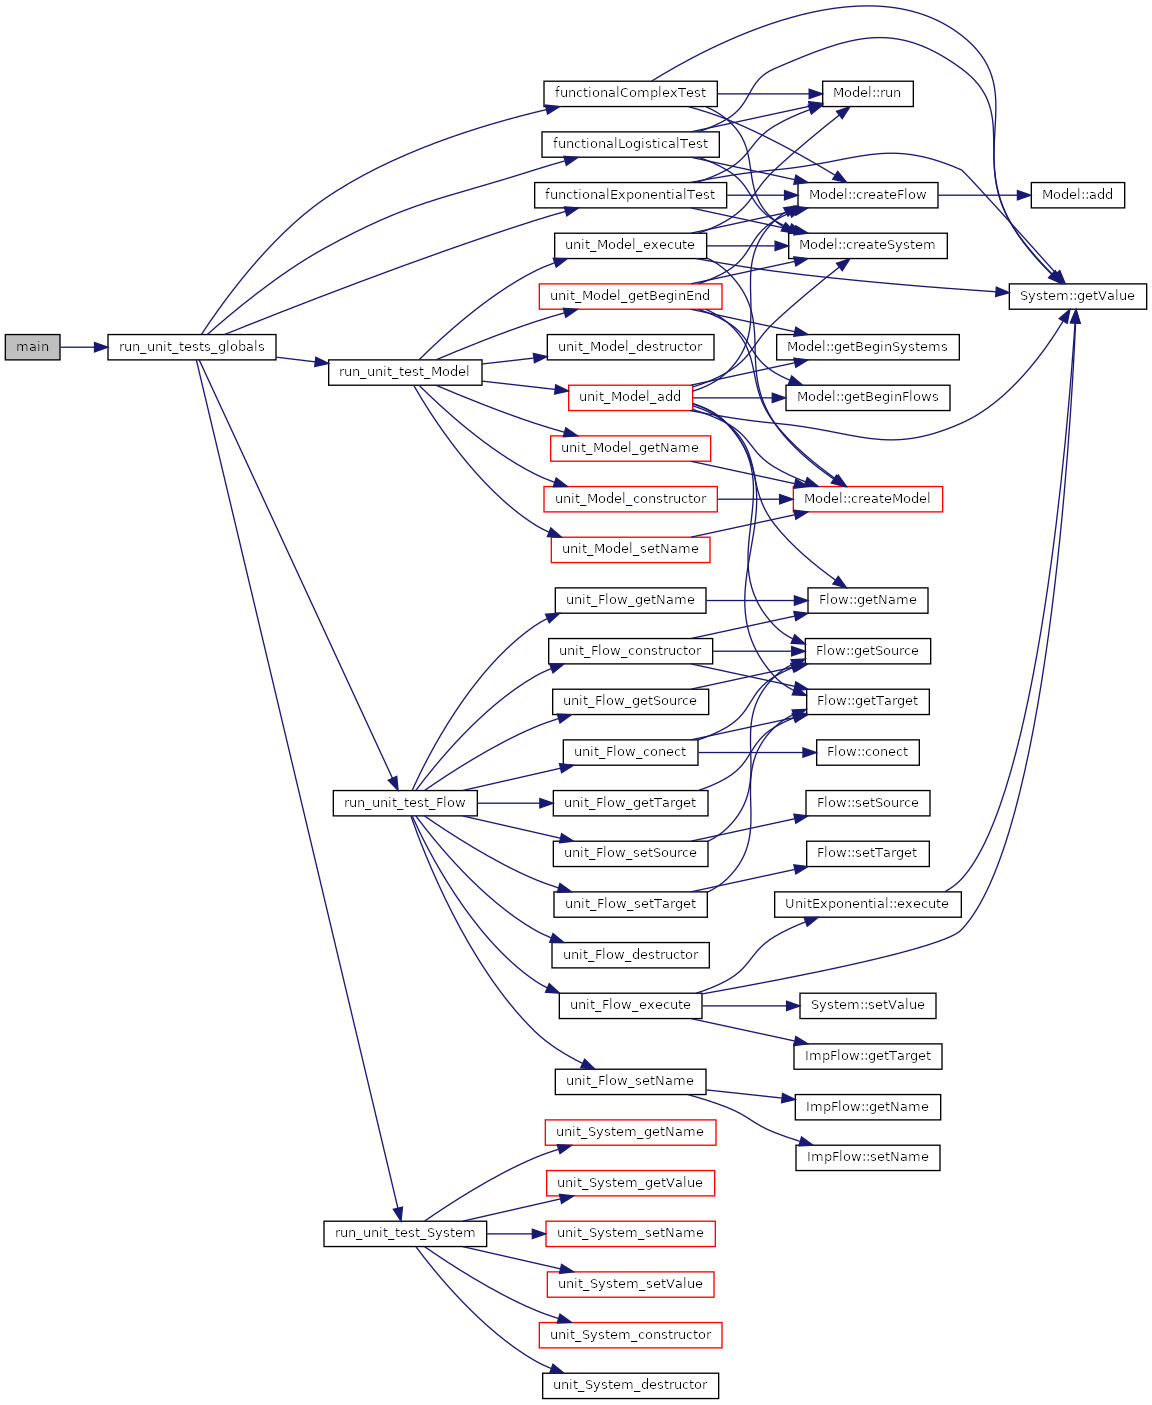 main
run_unit_tests_globals
functionalComplexTest
functionalLogisticalTest
functionalExponentialTest
run_unit_test_Model
unit_Model_execute
unit_Model_getBeginEnd
unit_Model_destructor
unit_Model_add
unit_Model_getName
unit_Model_constructor
unit_Model_setName
run_unit_test_Flow
unit_Flow_getName
unit_Flow_constructor
unit_Flow_getSource
unit_Flow_conect
unit_Flow_getTarget
unit_Flow_setSource
unit_Flow_setTarget
unit_Flow_destructor
unit_Flow_execute
unit_Flow_setName
run_unit_test_System
unit_System_getName
unit_System_getValue
unit_System_setName
unit_System_setValue
unit_System_constructor
unit_System_destructor
Model::run
Model::createFlow
Model::createSystem
Model::getBeginSystems
Model::getBeginFlows
Model::createModel
Flow::getName
Flow::getSource
Flow::getTarget
Flow::conect
Flow::setSource
Flow::setTarget
UnitExponential::execute
System::setValue
ImpFlow::getTarget
ImpFlow::getName
ImpFlow::setName
Model::add
System::getValue